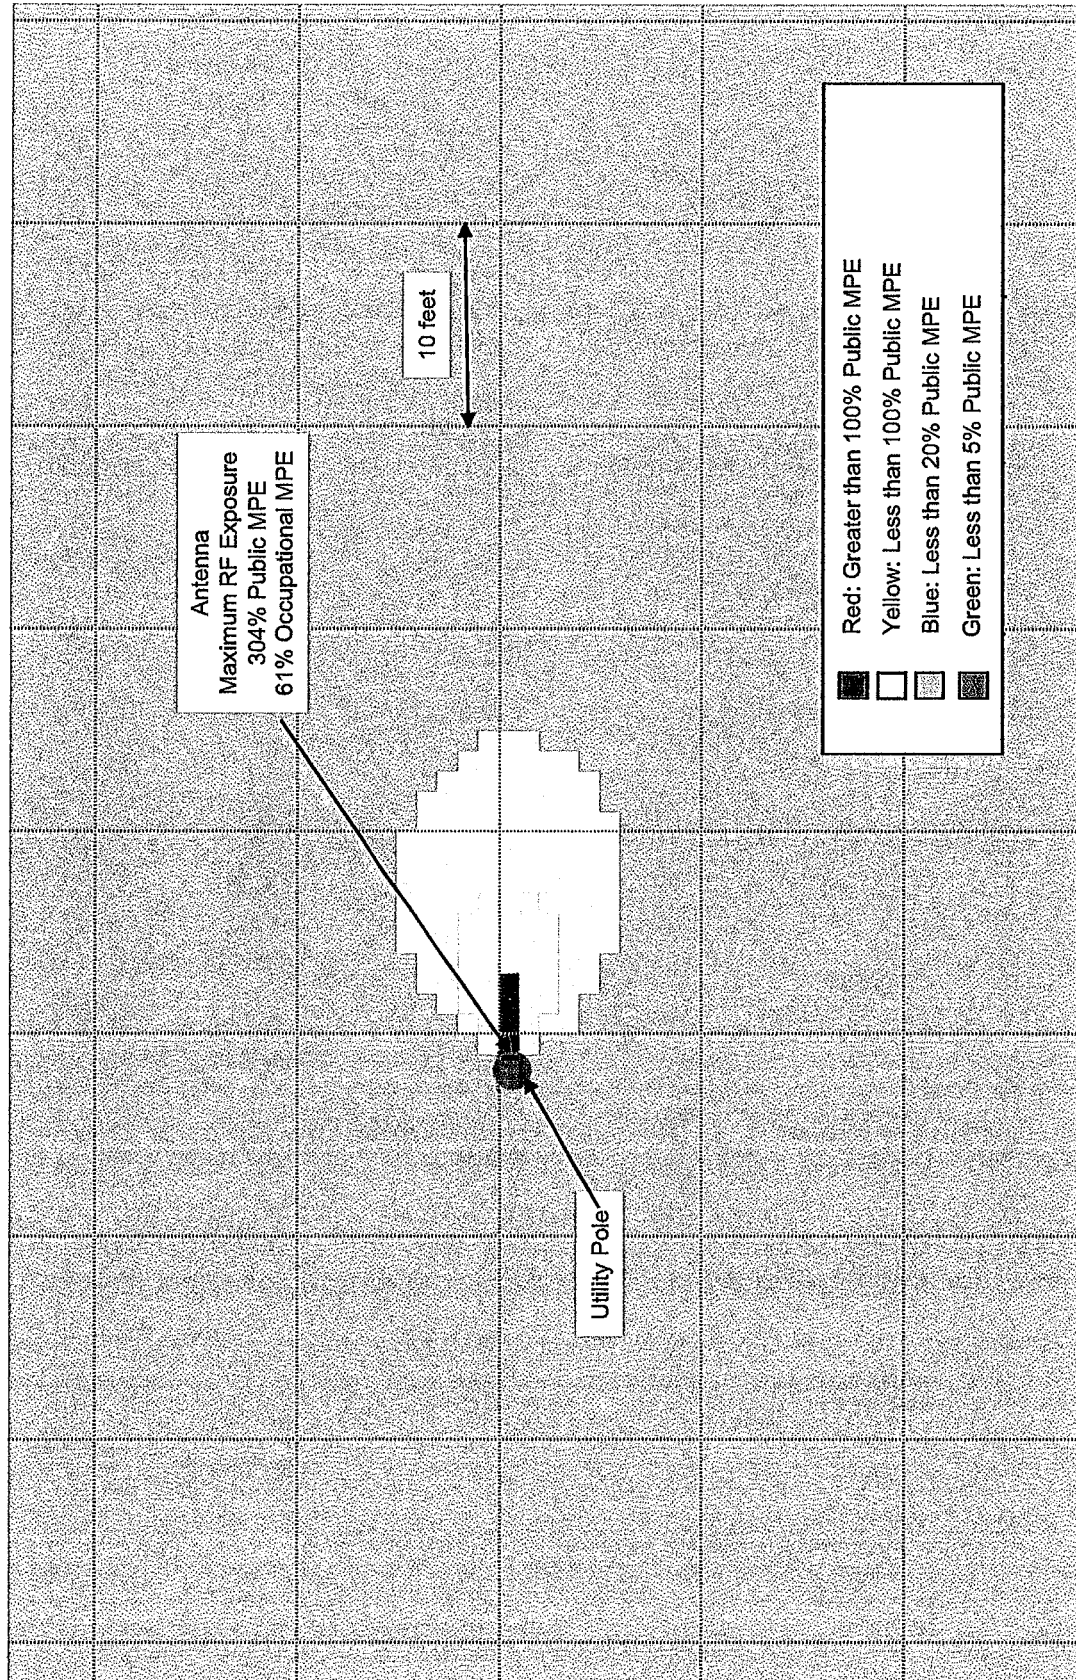 Antenna
Maximum RF Exposure
304% Public MPE
61% Occupational MPE
10 feet
Utility Pole
Red: Greater than 100% Public MPE
Yellow: Less than 100% Public MPE
Blue: Less than 20% Public MPE
Green: Less than 5% Public MPE